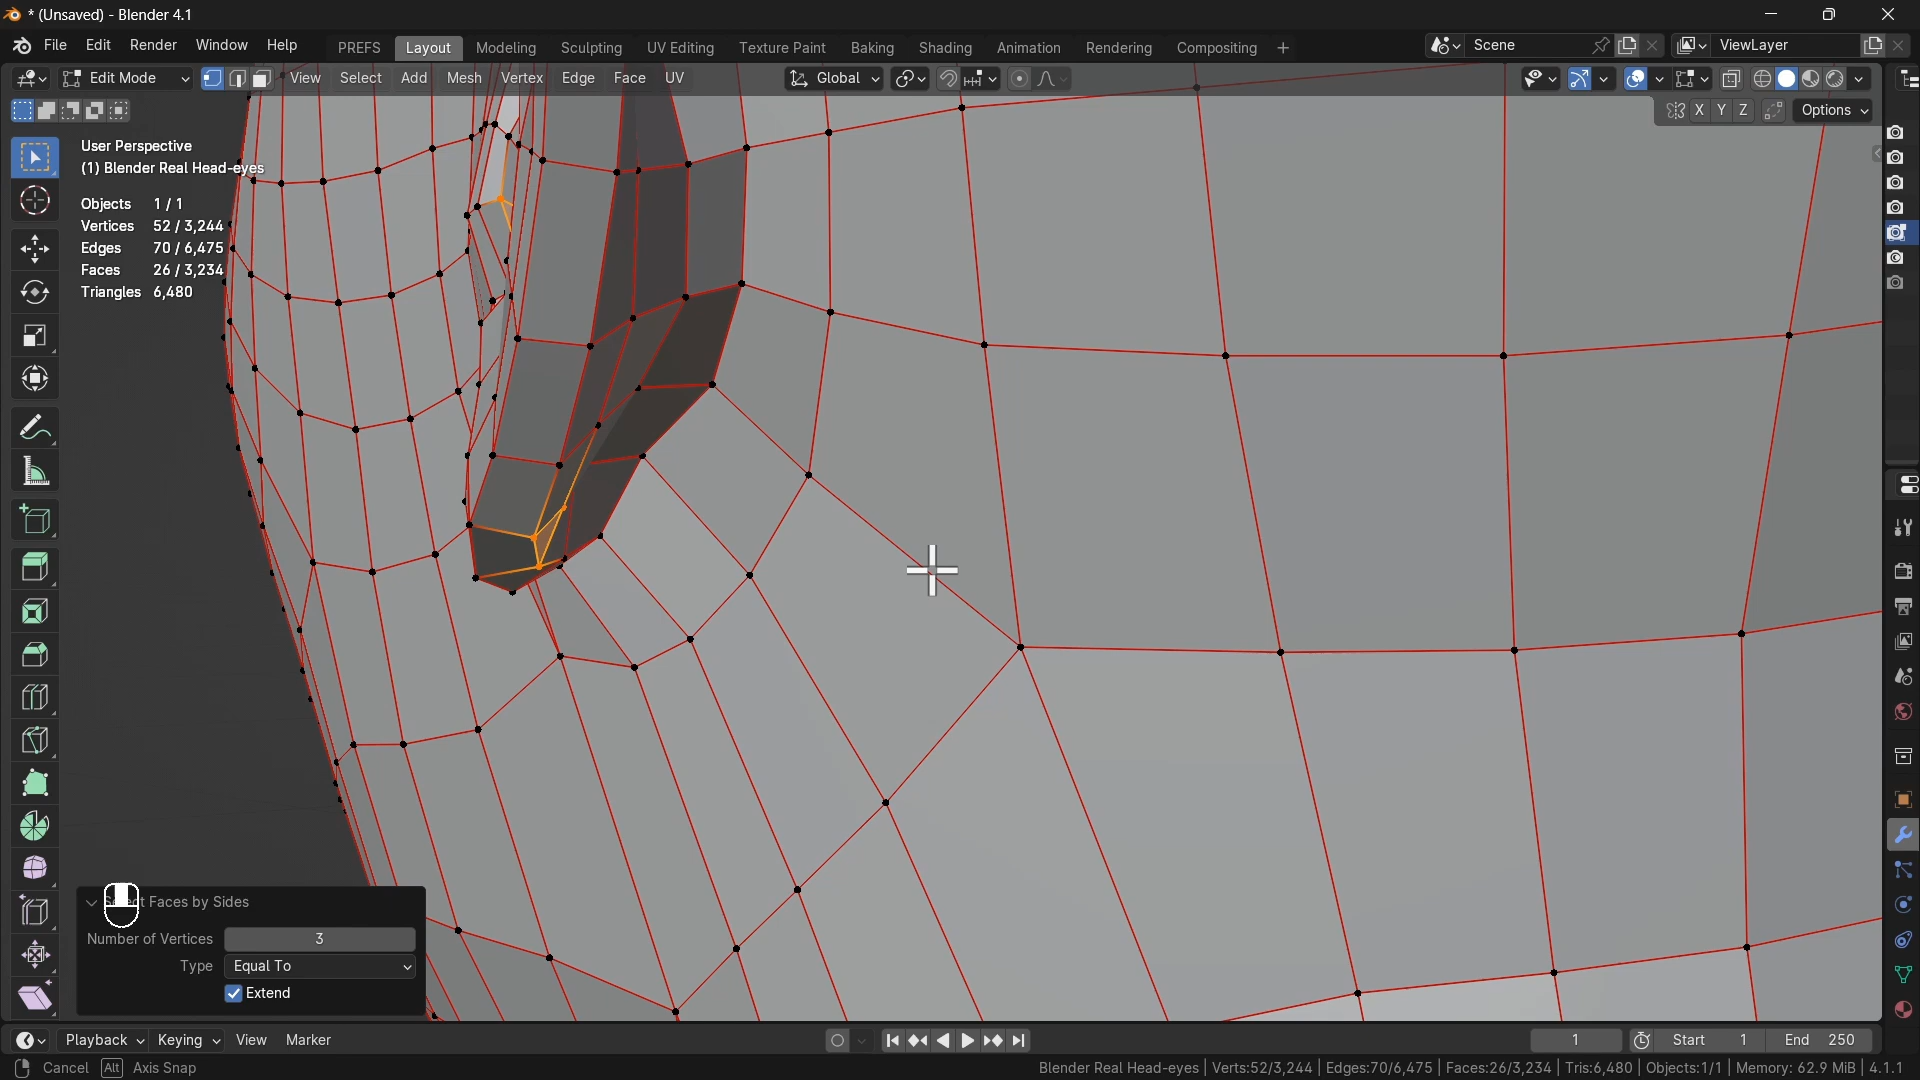 * (Unsaved) - Blender 4.1
File Edit Render Window Help PREFS Layout Modeling Sculpting UV Editing Texture Paint Baking Shading Animation Rendering Compositing + Scene ViewLayer
Edit Mode View Select Add Mesh Vertex Edge Face UV Global
X Y Z Options
User Perspective
(1) Blender Real Head-eyes
Objects 1 / 1
Vertices 52 / 3,244
Edges 70 / 6,475
Faces 26 / 3,234
Triangles 6,480
t Faces by Sides
Number of Vertices 3
Type Equal To
Extend
Playback Keying View Marker 1 Start 1 End 250
Cancel Alt Axis Snap Blender Real Head-eyes | Verts:52/3,244 | Edges:70/6,475 | Faces:26/3,234 | Tris:6,480 | Objects:1/1 | Memory: 62.9 MiB | 4.1.1